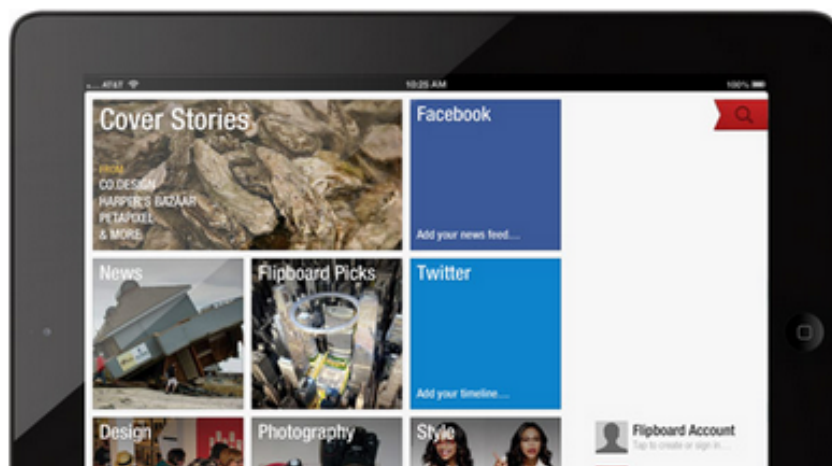 AT&T
10:25 AM
100%
Cover Stories
FROM
CO.DESIGN
HARPER'S BAZAAR
PETAPIXEL
& MORE
Facebook
Add your news feed....
News
Flipboard Picks
Twitter
Add your timeline....
Design
Photography
Style
Flipboard Account
Tap to create or sign in...